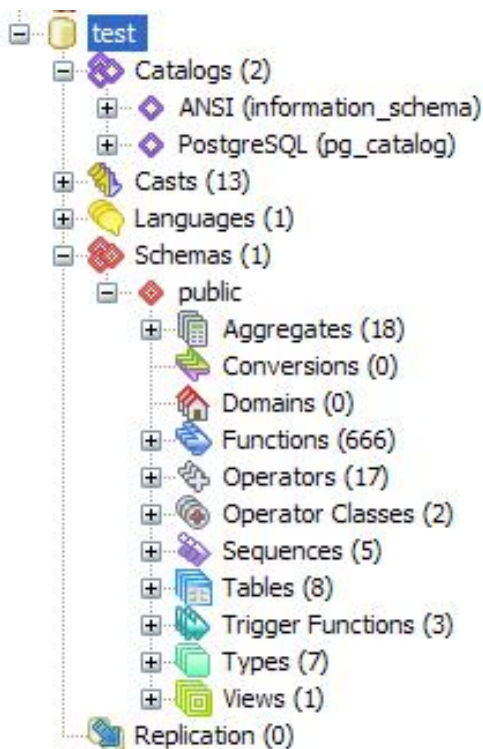 test
Catalogs (2)
ANSI (information_schema)
PostgreSQL (pg_catalog)
Casts (13)
Languages (1)
Schemas (1)
public
Aggregates (18)
Conversions (0)
Domains (0)
Functions (666)
Operators (17)
Operator Classes (2)
Sequences (5)
Tables (8)
Trigger Functions (3)
Types (7)
Views (1)
Replication (0)